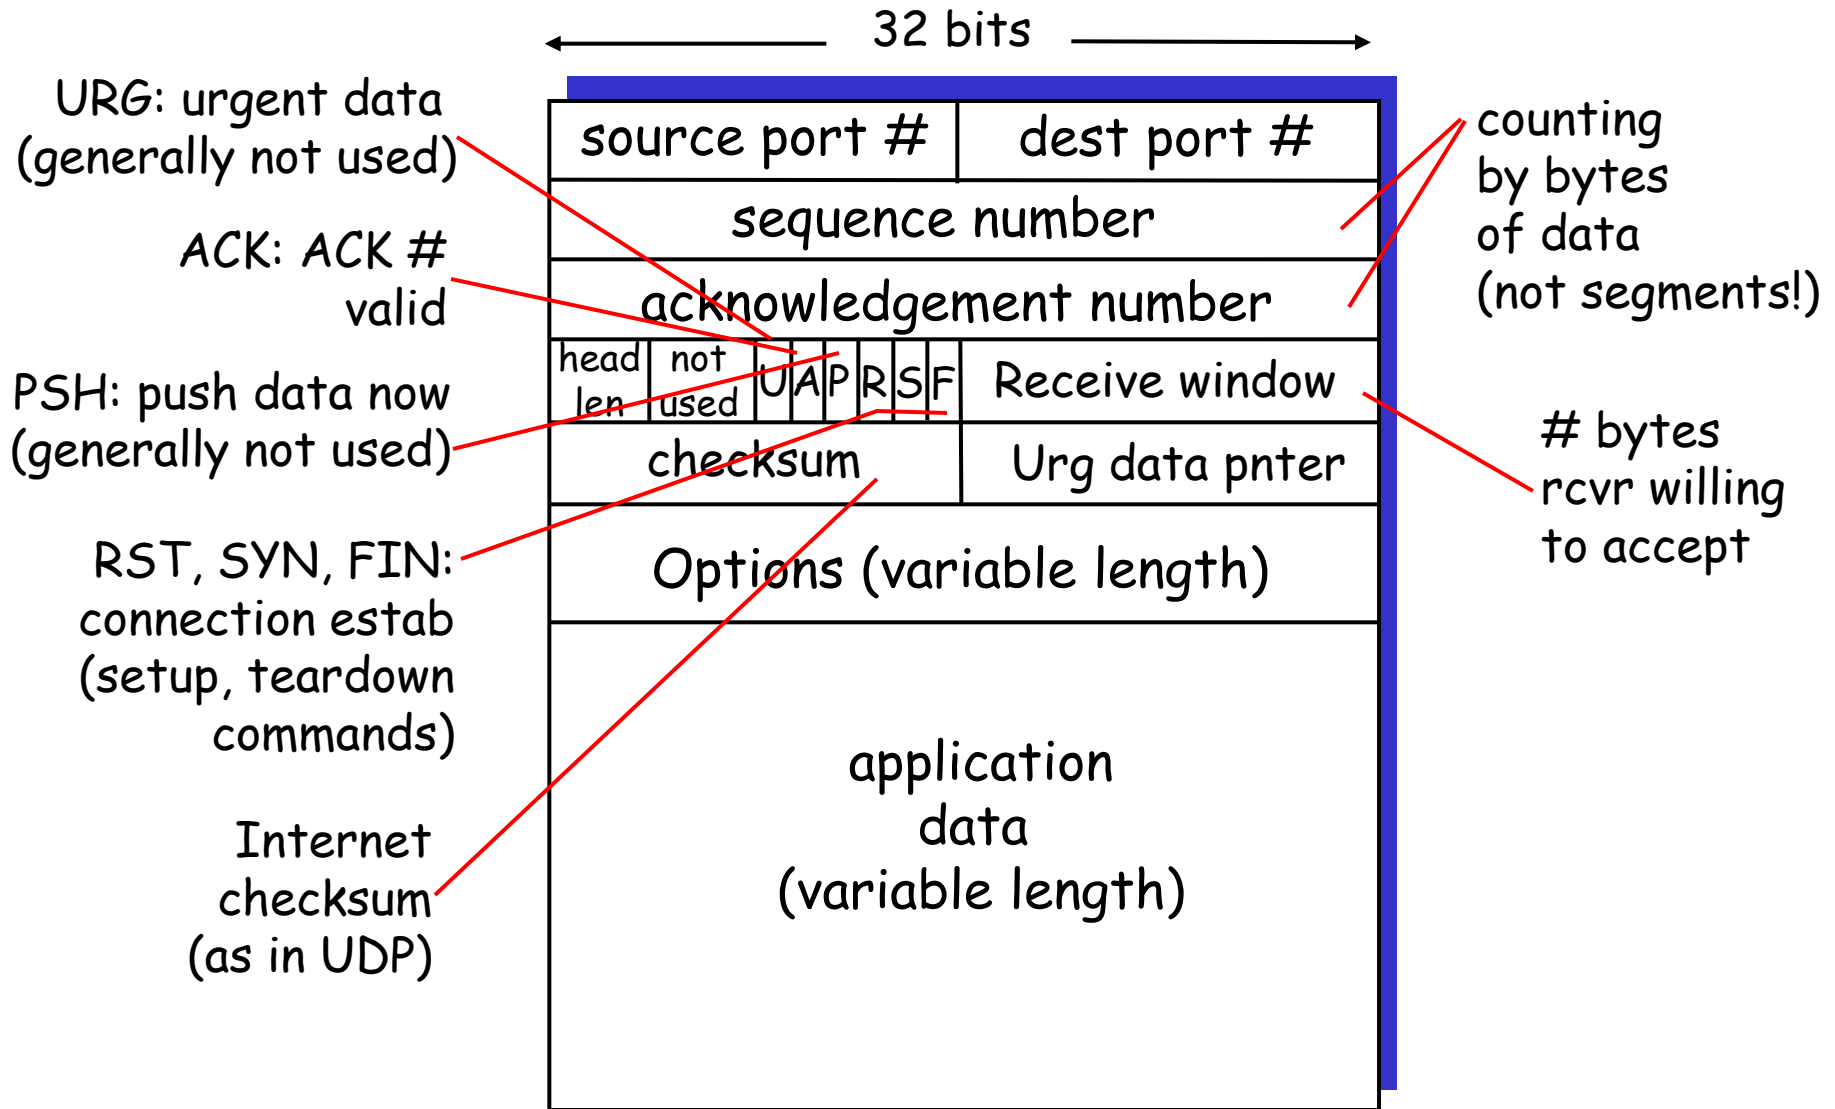 32 bits
URG: urgent data
(generally not used)
ACK: ACK #
valid
PSH: push data now
(generally not used)
RST, SYN, FIN:
connection estab
(setup, teardown
commands)
Internet
checksum
(as in UDP)
source port #
dest port #
sequence number
acknowledgement number
head
len
not
used
U
A
P
R
S
F
Receive window
checksum
Urg data pnter
Options (variable length)
application
data
(variable length)
counting
by bytes
of data
(not segments!)
# bytes
rcvr willing
to accept